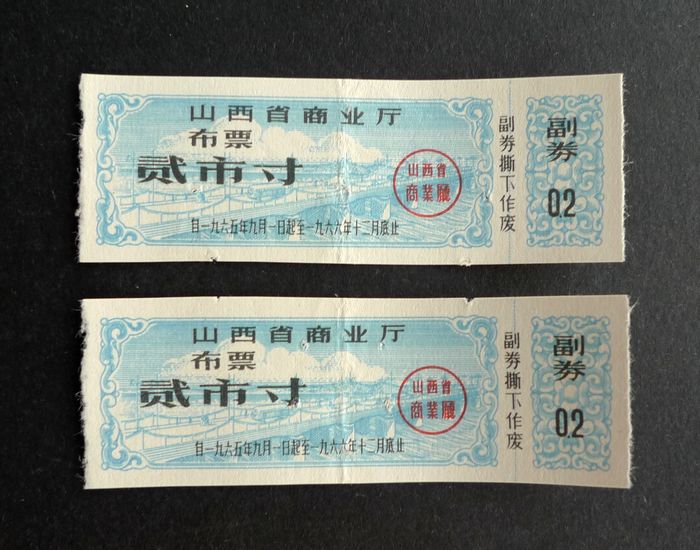 山西省商业厅
布票
贰市寸
山西省
商業廳
自一九六五年九月一日起至一九六六年十二月底止
副券撕下作废
副券
0.2
山西省商业厅
布票
贰市寸
山西省
商業廳
自一九六五年九月一日起至一九六六年十二月底止
副券撕下作废
副券
0.2